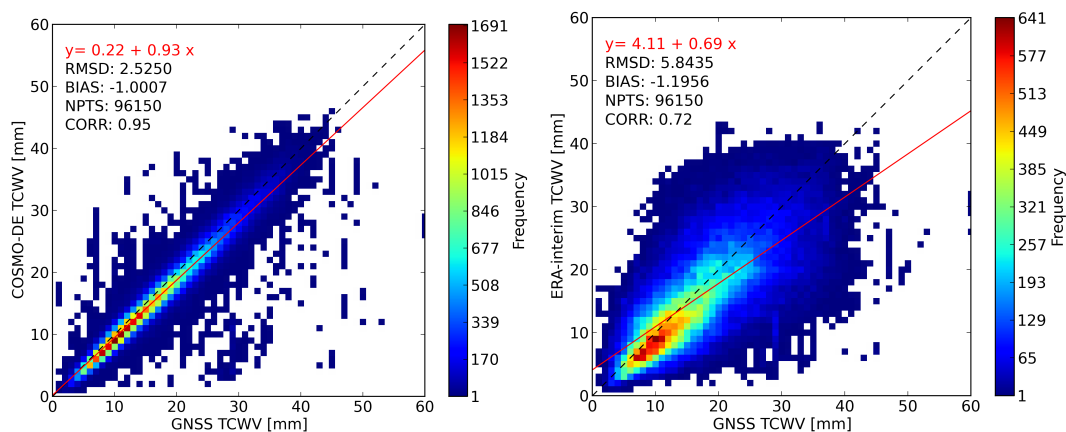 y= 0.22 + 0.93 x
RMSD: 2.5250
BIAS: -1.0007
NPTS: 96150
CORR: 0.95
60
50
40
30
20
10
0
COSMO-DE TCWV [mm]
0 10 20 30 40 50 60
GNSS TCWV [mm]
1691
1522
1353
1184
1015
846
677
508
339
170
1
Frequency
y= 4.11 + 0.69 x
RMSD: 5.8435
BIAS: -1.1956
NPTS: 96150
CORR: 0.72
60
50
40
30
20
10
0
ERA-interim TCWV [mm]
0 10 20 30 40 50 60
GNSS TCWV [mm]
641
577
513
449
385
321
257
193
129
65
1
Frequency